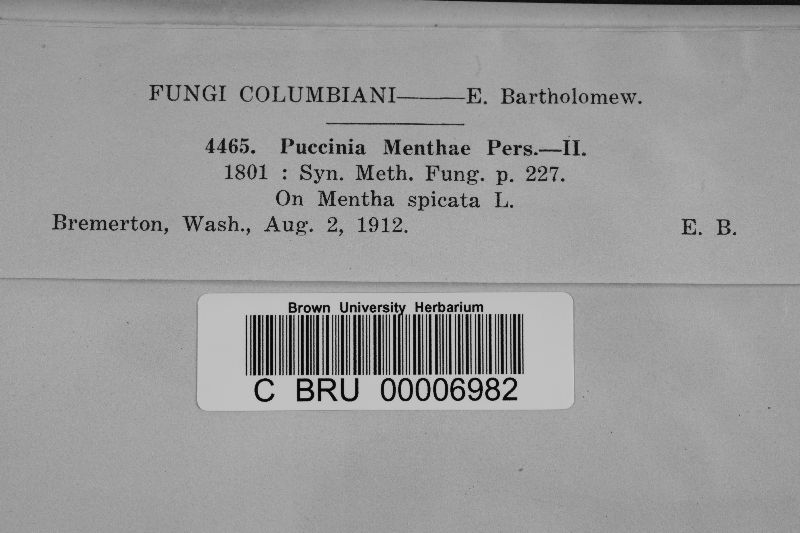 FUNGI COLUMBIANI———E. Bartholomew.
4465. Puccinia Menthae Pers.—II.
1801 : Syn. Meth. Fung. p. 227.
On Mentha spicata L.
Bremerton, Wash., Aug. 2, 1912. E. B.
Brown University Herbarium
C BRU 00006982